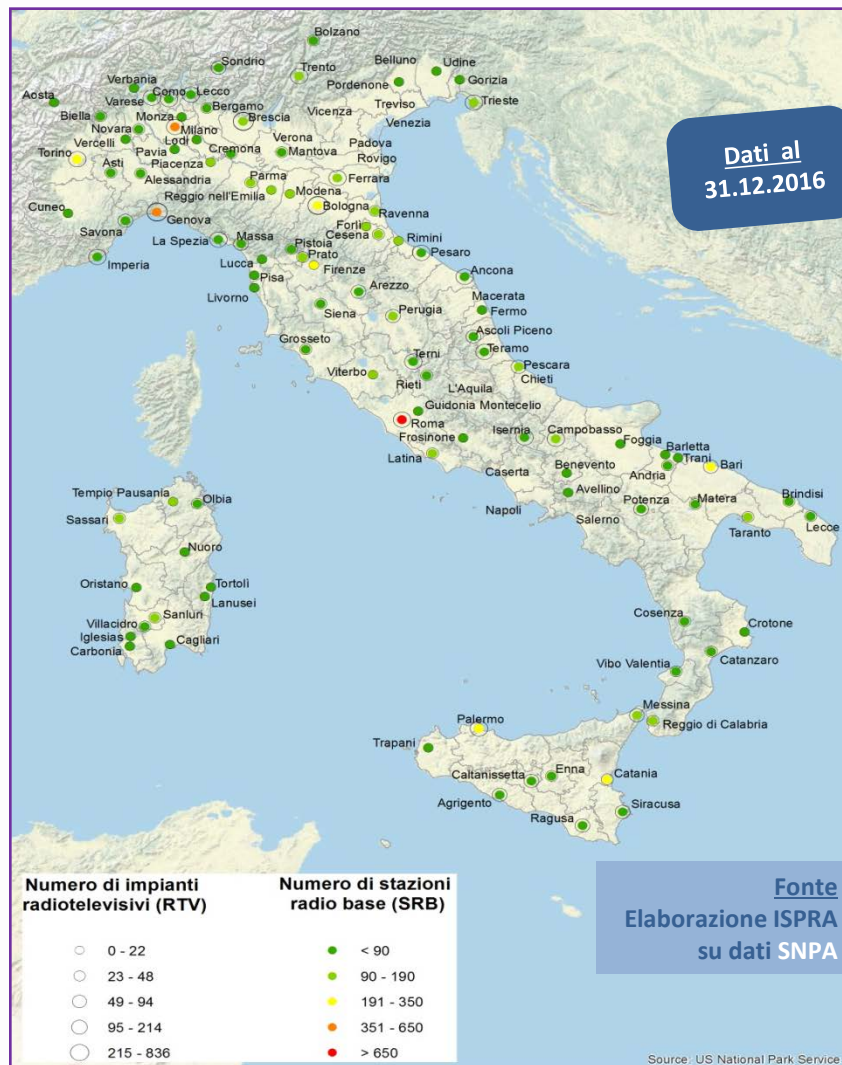 Bolzano
Sondrio
Belluno
Udine
Trento
Pordenone
Gorizia
Verbania
Como
Lecco
Aosta
Varese
Bergamo
Treviso
Trieste
Biella
Monza
Brescia
Vicenza
Venezia
Novara
Milano
Vercelli
Lodi
Verona
Padova
Torino
Pavia
Cremona
Mantova
Rovigo
Asti
Piacenza
Alessandria
Parma
Ferrara
Reggio nell'Emilia
Modena
Cuneo
Genova
Bologna
Ravenna
Savona
Forlì
Cesena
La Spezia
Massa
Pistoia
Rimini
Imperia
Prato
Pesaro
Lucca
Firenze
Pisa
Ancona
Livorno
Arezzo
Macerata
Siena
Perugia
Fermo
Ascoli Piceno
Grosseto
Terni
Teramo
Pescara
Viterbo
Rieti
L'Aquila
Chieti
Guidonia Montecelio
Roma
Isernia
Campobasso
Frosinone
Foggia
Barletta
Trani
Latina
Bari
Caserta
Benevento
Andria
Tempio Pausania
Olbia
Avellino
Potenza
Matera
Brindisi
Napoli
Sassari
Salerno
Taranto
Lecce
Nuoro
Oristano
Tortolì
Lanusei
Sanluri
Cosenza
Villacidro
Crotone
Iglesias
Cagliari
Carbonia
Catanzaro
Vibo Valentia
Messina
Palermo
Reggio di Calabria
Trapani
Enna
Caltanissetta
Catania
Agrigento
Siracusa
Ragusa
Dati al
31.12.2016
Numero di impianti
radiotelevisivi (RTV)
0 - 22
23 - 48
49 - 94
95 - 214
215 - 836
Numero di stazioni
radio base (SRB)
< 90
90 - 190
191 - 350
351 - 650
> 650
Fonte
Elaborazione ISPRA
su dati SNPA
Source: US National Park Service